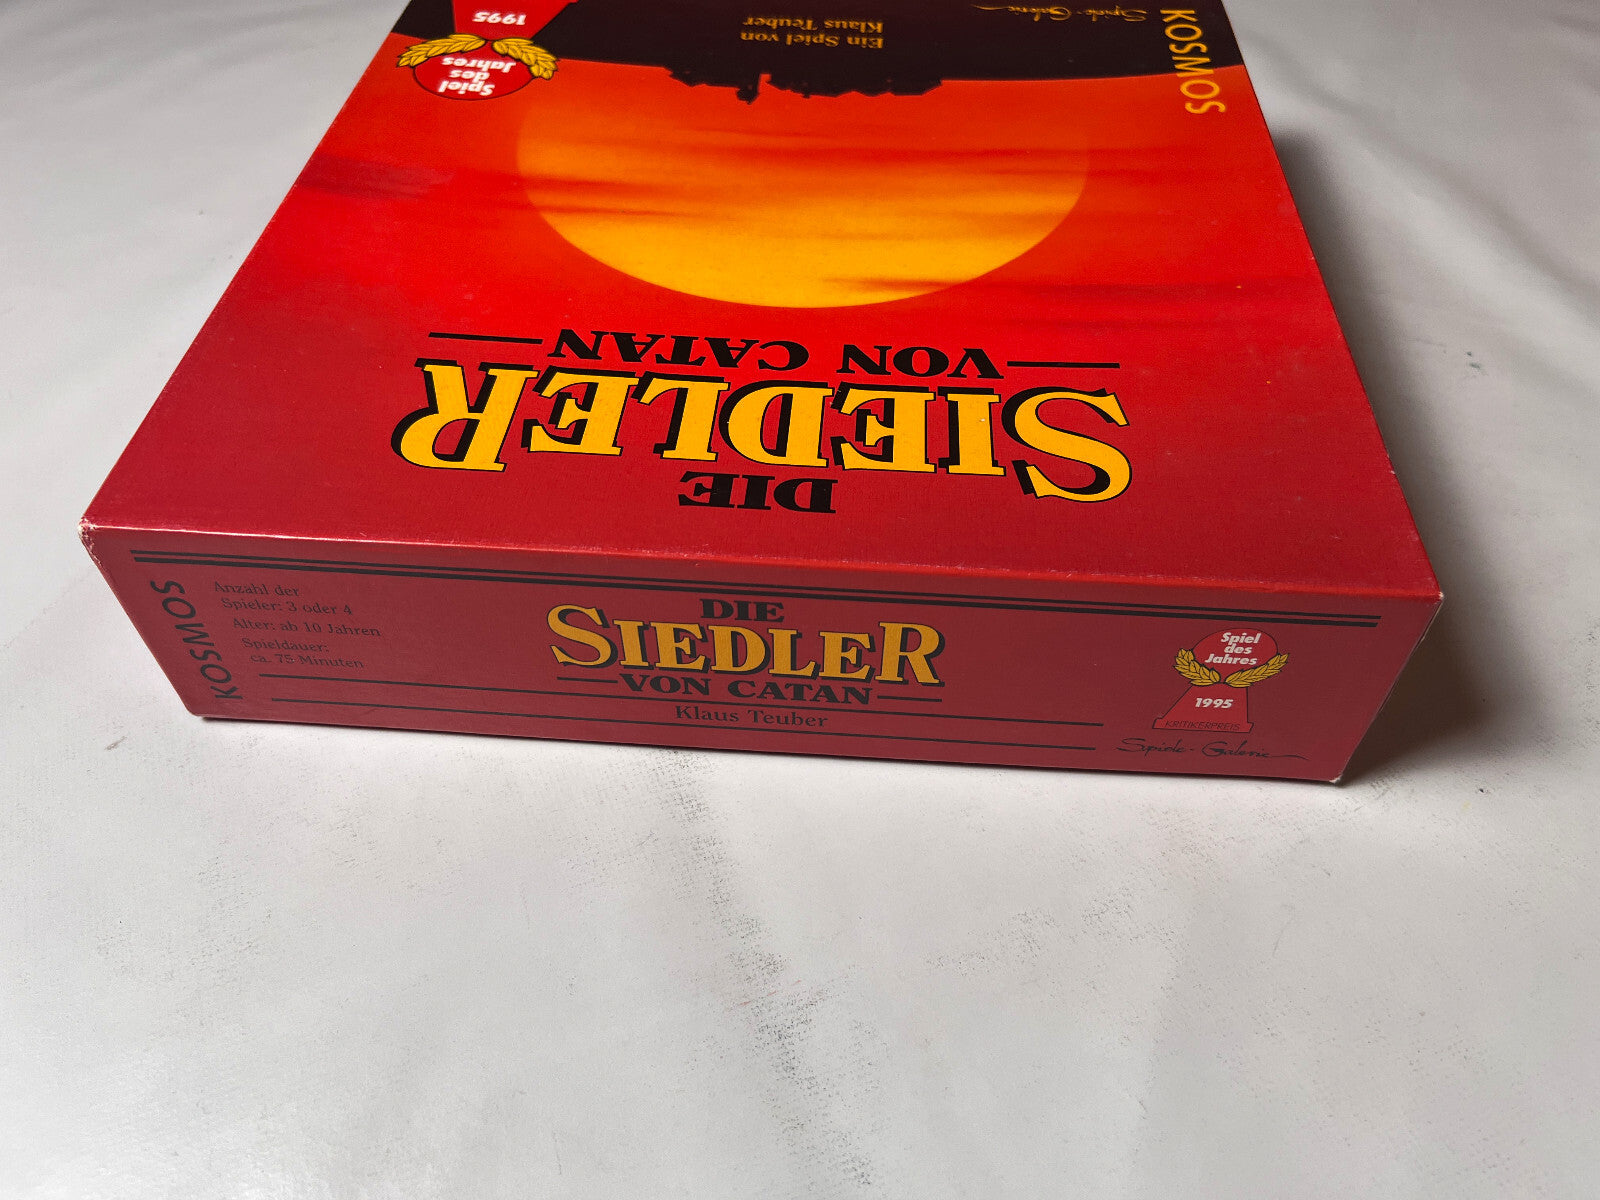 1995
Spiel
des
Jahres
Ein Spiel von
Klaus Teuber
Spiele-Galerie
KOSMOS
DIE
SIEDLER
VON CATAN
KOSMOS
Anzahl der
Spieler: 3 oder 4
Alter: ab 10 Jahren
Spieldauer:
ca. 75 Minuten
DIE
SIEDLER
VON CATAN
Klaus Teuber
Spiel
des
Jahres
1995
KRITIKERPREIS
Spiele-Galerie